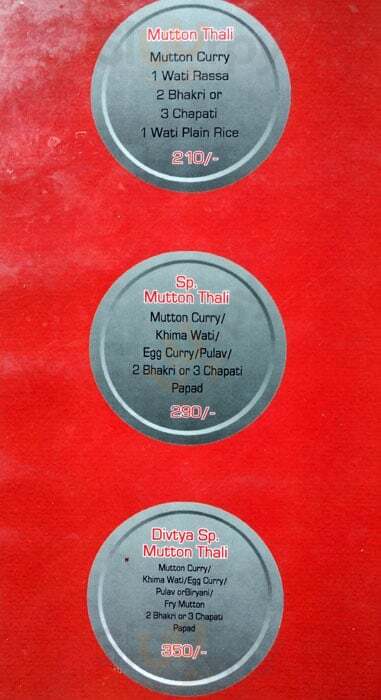 Mutton Thali
Mutton Curry
1 Wati Rassa
2 Bhakri or
3 Chapati
1 Wati Plain Rice
210/-
Sp.
Mutton Thali
Mutton Curry/
Khima Wati/
Egg Curry/Pulav/
2 Bhakri or 3 Chapati
Papad
290/-
Divtya Sp.
Mutton Thali
Mutton Curry/
Khima Wati/Egg Curry/
Pulav orBiryani/
Fry Mutton
2 Bhakri or 3 Chapati
Papad
350/-